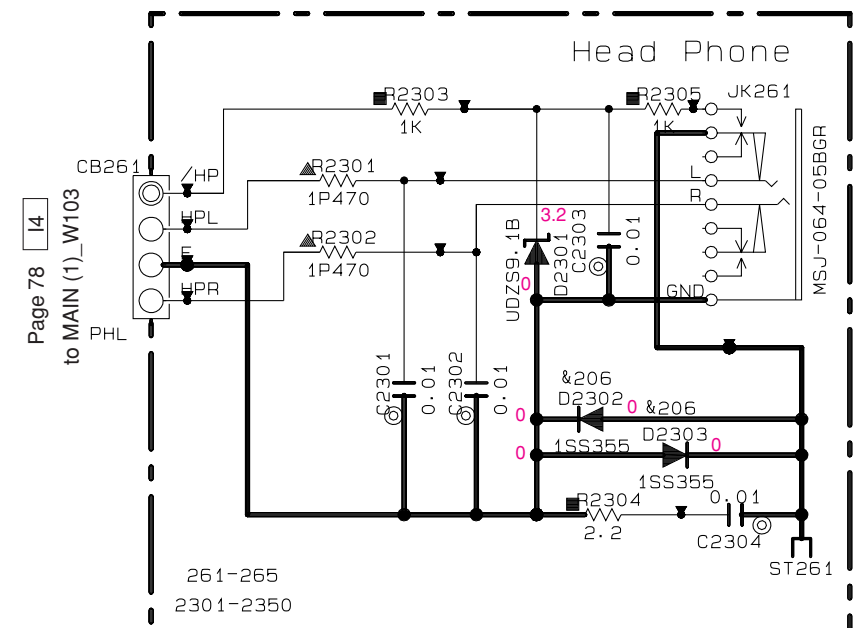 Head Phone
R2303
1K
R2305
1K
JK261
CB261
/HP
R2301
1P470
HPL
R2302
1P470
E
HPR
PHL
Page 78 I4
to MAIN (1)_W103
L
R
GND
MSJ-064-05BGR
3.2
0
UDZS9.1B
D2301
C2303
0.01
C2301
0.01
C2302
0.01
&206
D2302
0
0
1SS355
&206
D2303
0
0
1SS355
R2304
2.2
0.01
C2304
ST261
261-265
2301-2350